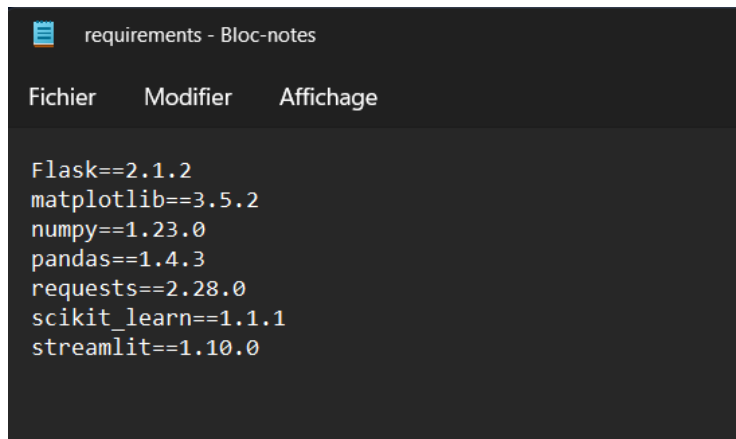 requirements - Bloc-notes
Fichier Modifier Affichage
Flask==2.1.2
matplotlib==3.5.2
numpy==1.23.0
pandas==1.4.3
requests==2.28.0
scikit_learn==1.1.1
streamlit==1.10.0